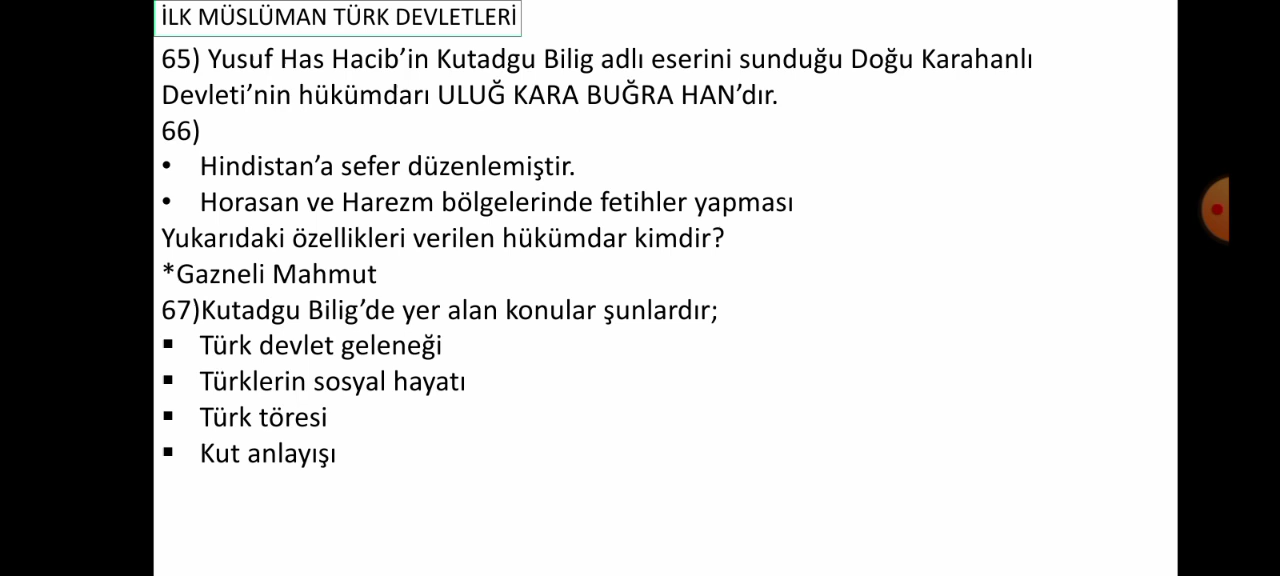 İLK MÜSLÜMAN TÜRK DEVLETLERİ
65) Yusuf Has Hacib’in Kutadgu Bilig adlı eserini sunduğu Doğu Karahanlı
Devleti’nin hükümdarı ULUĞ KARA BUĞRA HAN’dır.
66)
• Hindistan’a sefer düzenlemiştir.
• Horasan ve Harezm bölgelerinde fetihler yapması
Yukarıdaki özellikleri verilen hükümdar kimdir?
*Gazneli Mahmut
67)Kutadgu Bilig’de yer alan konular şunlardır;
▪ Türk devlet geleneği
▪ Türklerin sosyal hayatı
▪ Türk töresi
▪ Kut anlayışı